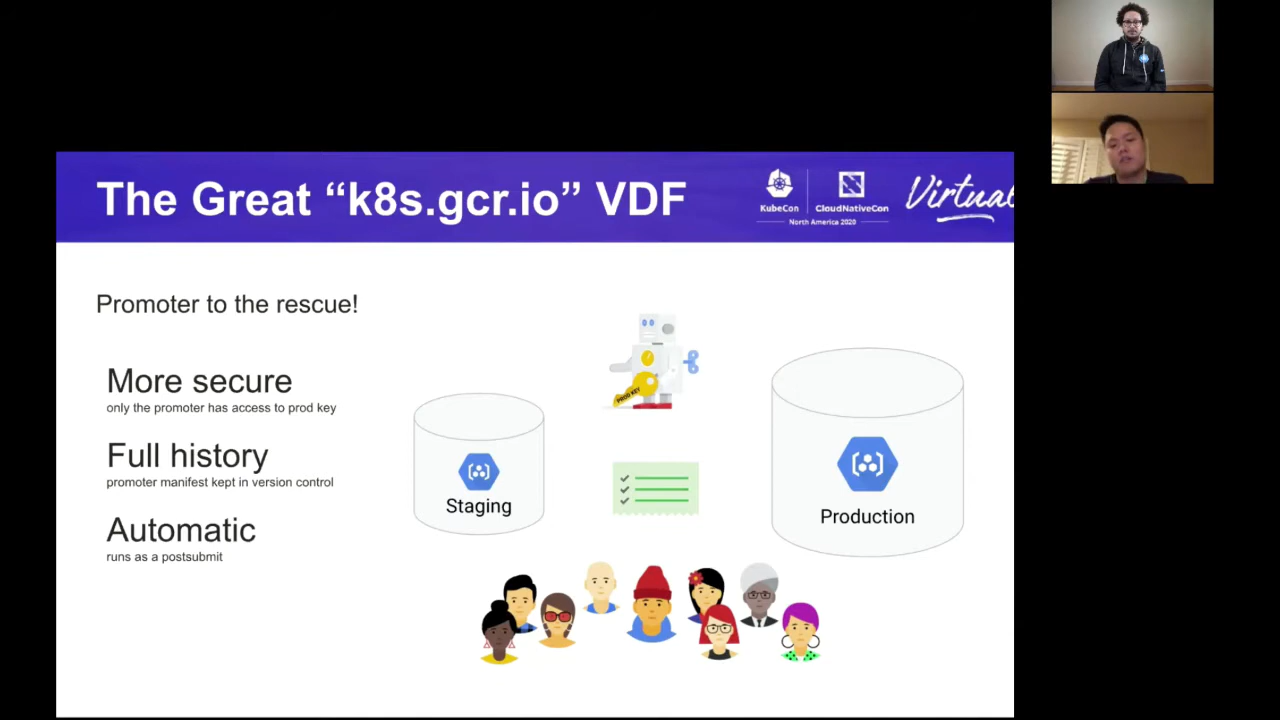 The Great “k8s.gcr.io” VDF
KubeCon
CloudNativeCon
North America 2020
Virtual
Promoter to the rescue!
More secure
only the promoter has access to prod key
Full history
promoter manifest kept in version control
Automatic
runs as a postsubmit
PROD KEY
Staging
Production